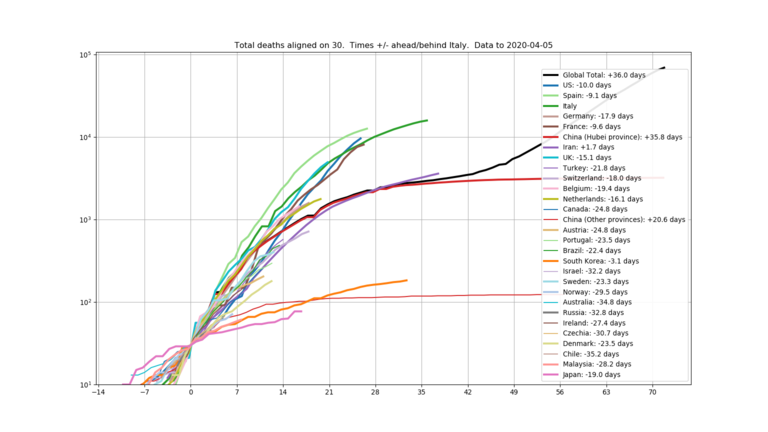 Total deaths aligned on 30. Times +/- ahead/behind Italy. Data to 2020-04-05
10⁵
10⁴
10³
10²
10¹
−14
−7
0
7
14
21
28
35
42
49
56
63
70
Global Total: +36.0 days
US: -10.0 days
Spain: -9.1 days
Italy
Germany: -17.9 days
France: -9.6 days
China (Hubei province): +35.8 days
Iran: +1.7 days
UK: -15.1 days
Turkey: -21.8 days
Switzerland: -18.0 days
Belgium: -19.4 days
Netherlands: -16.1 days
Canada: -24.8 days
China (Other provinces): +20.6 days
Austria: -24.8 days
Portugal: -23.5 days
Brazil: -22.4 days
South Korea: -3.1 days
Israel: -32.2 days
Sweden: -23.3 days
Norway: -29.5 days
Australia: -34.8 days
Russia: -32.8 days
Ireland: -27.4 days
Czechia: -30.7 days
Denmark: -23.5 days
Chile: -35.2 days
Malaysia: -28.2 days
Japan: -19.0 days